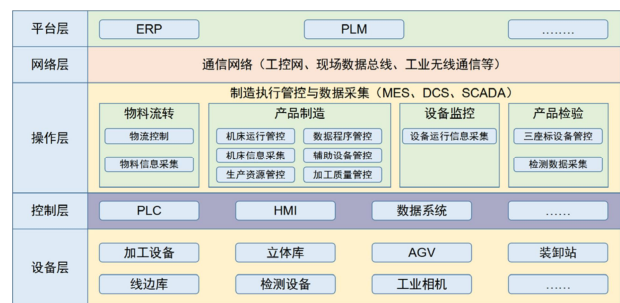 平台层
ERP
PLM
........
网络层
通信网络（工控网、现场数据总线、工业无线通信等）
操作层
制造执行管控与数据采集（MES、DCS、SCADA）
物料流转
物流控制
物料信息采集
产品制造
机床运行管控
数据程序管控
机床信息采集
辅助设备管控
生产资源管控
加工质量管控
设备监控
设备运行信息采集
产品检验
三座标设备管控
检测数据采集
控制层
PLC
HMI
数据系统
......
设备层
加工设备
立体库
AGV
装卸站
线边库
检测设备
工业相机
......